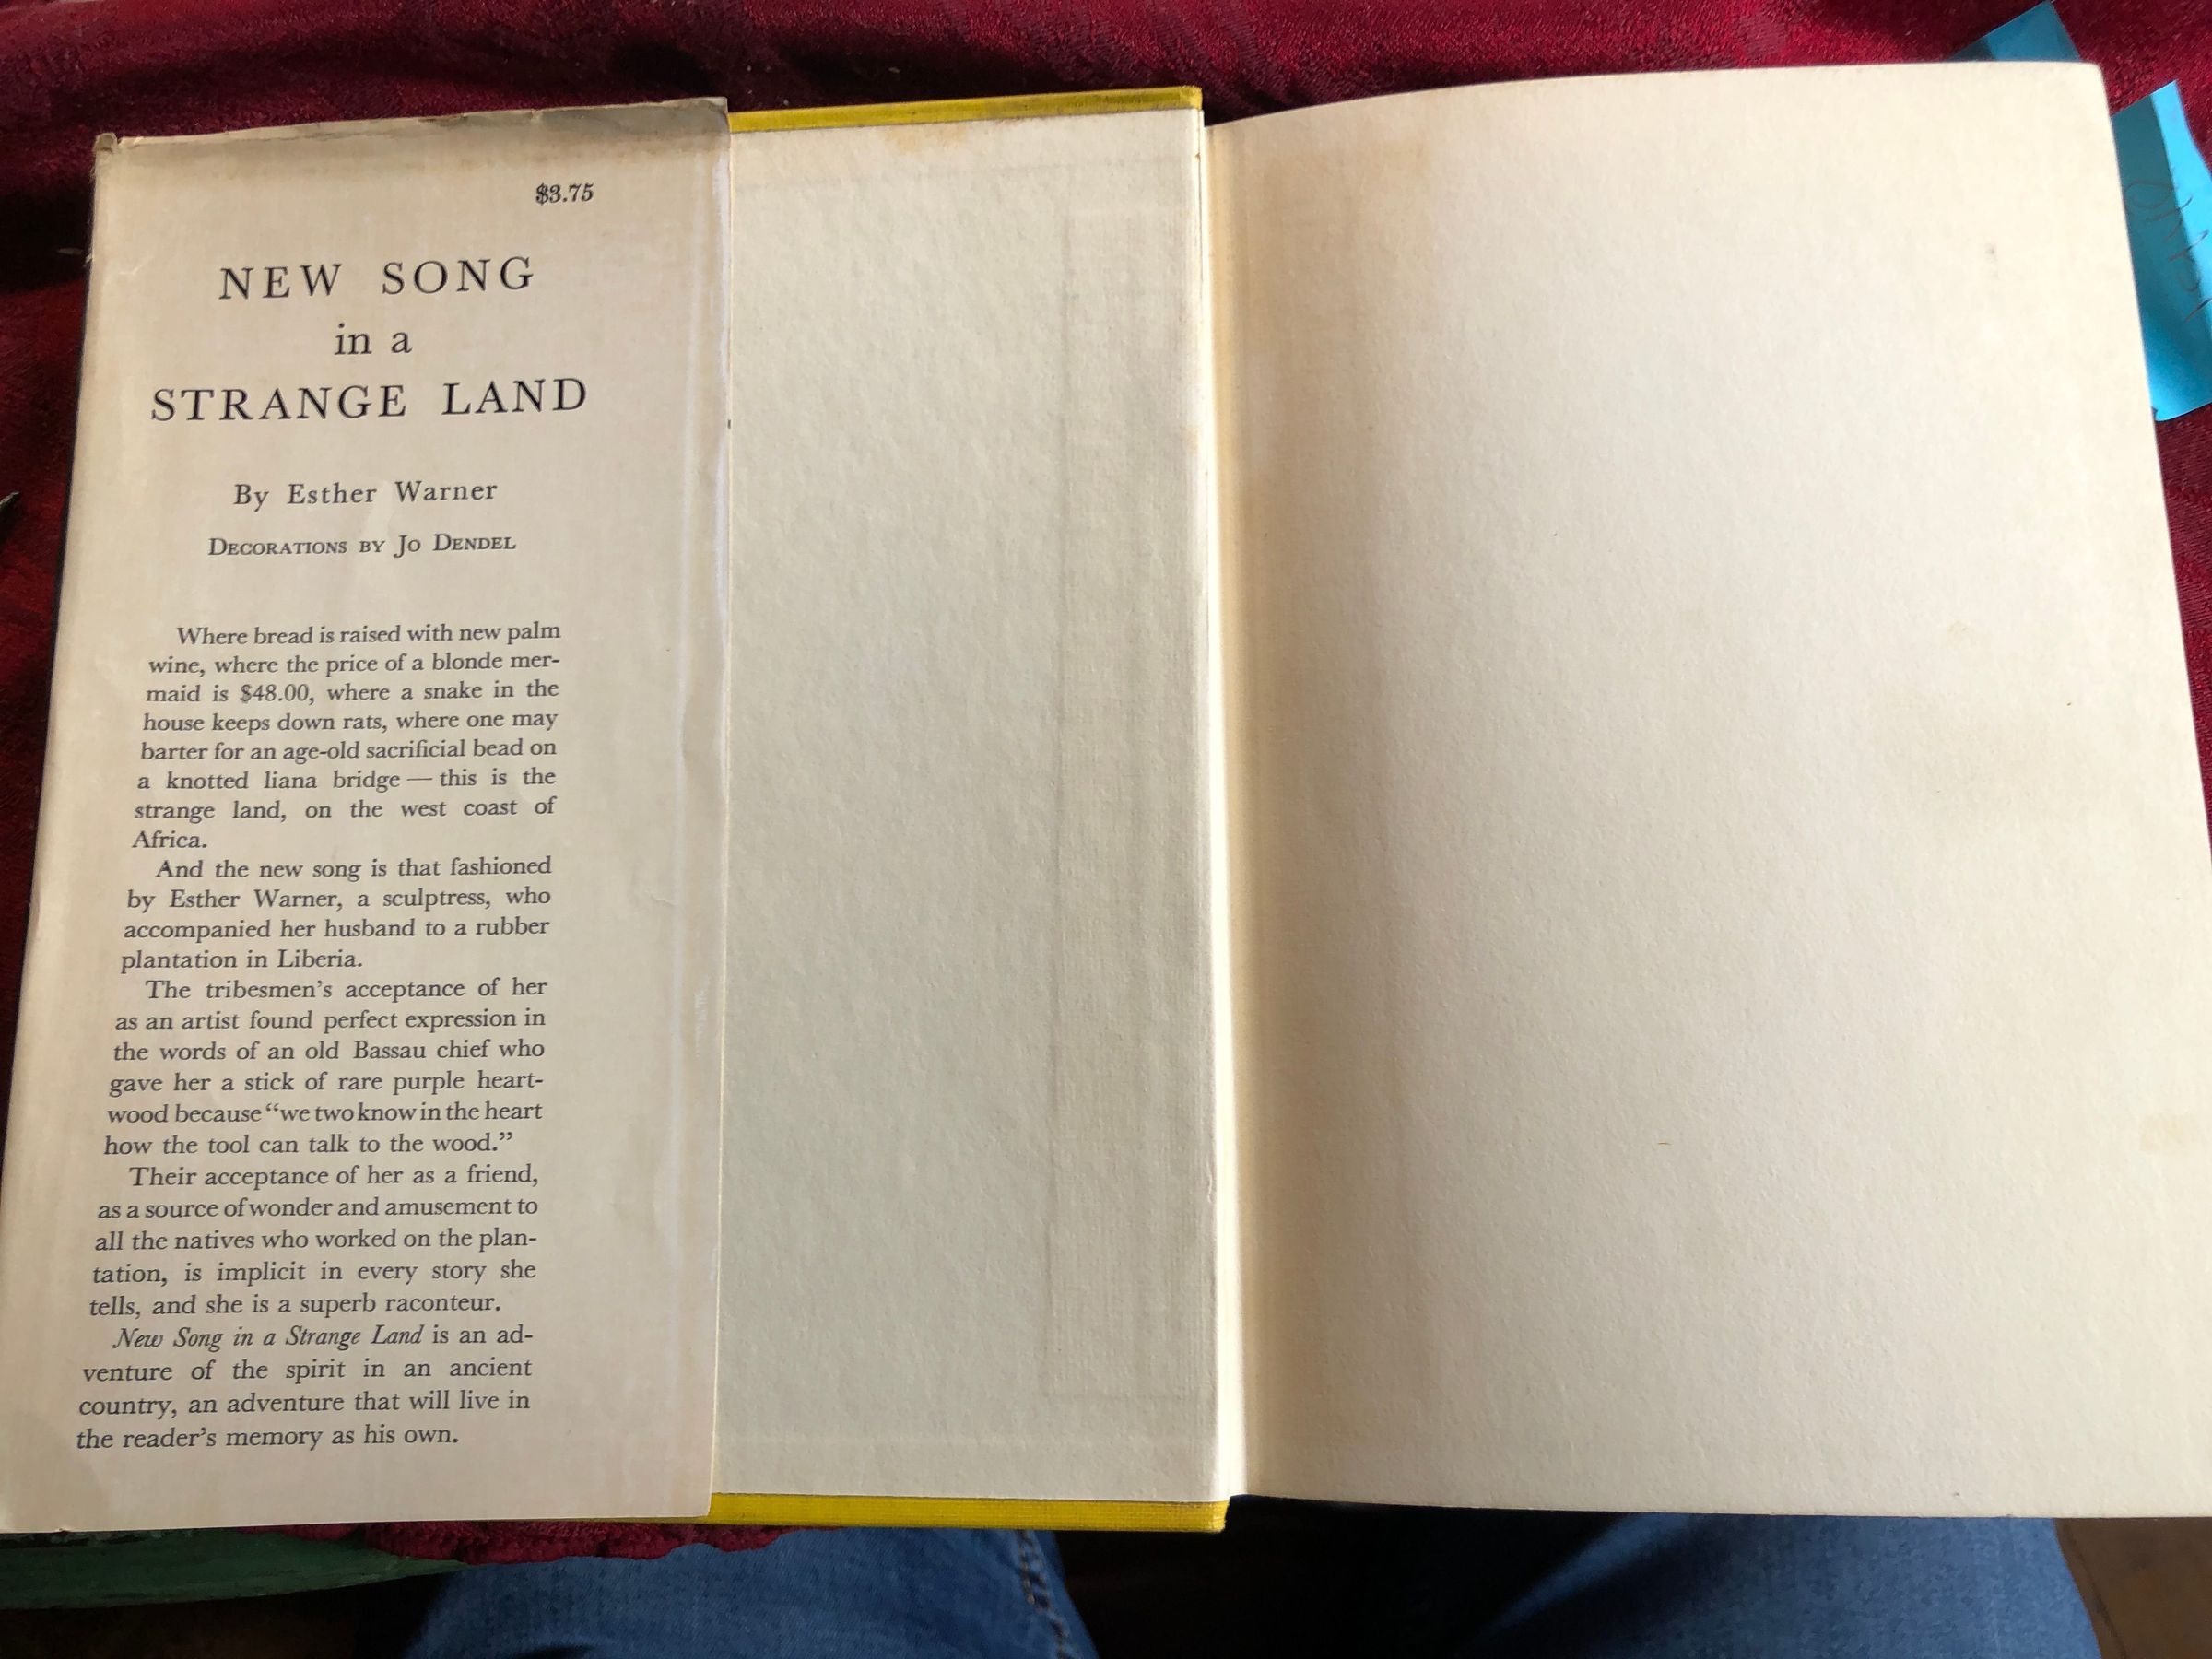 $3.75
NEW SONG
in a
STRANGE LAND
By Esther Warner
DECORATIONS BY JO DENDEL
Where bread is raised with new palm
wine, where the price of a blonde mer-
maid is $48.00, where a snake in the
house keeps down rats, where one may
barter for an age-old sacrificial bead on
a knotted liana bridge — this is the
strange land, on the west coast of
Africa.
And the new song is that fashioned
by Esther Warner, a sculptress, who
accompanied her husband to a rubber
plantation in Liberia.
The tribesmen's acceptance of her
as an artist found perfect expression in
the words of an old Bassau chief who
gave her a stick of rare purple heart-
wood because “we two know in the heart
how the tool can talk to the wood.”
Their acceptance of her as a friend,
as a source of wonder and amusement to
all the natives who worked on the plan-
tation, is implicit in every story she
tells, and she is a superb raconteur.
New Song in a Strange Land is an ad-
venture of the spirit in an ancient
country, an adventure that will live in
the reader's memory as his own.